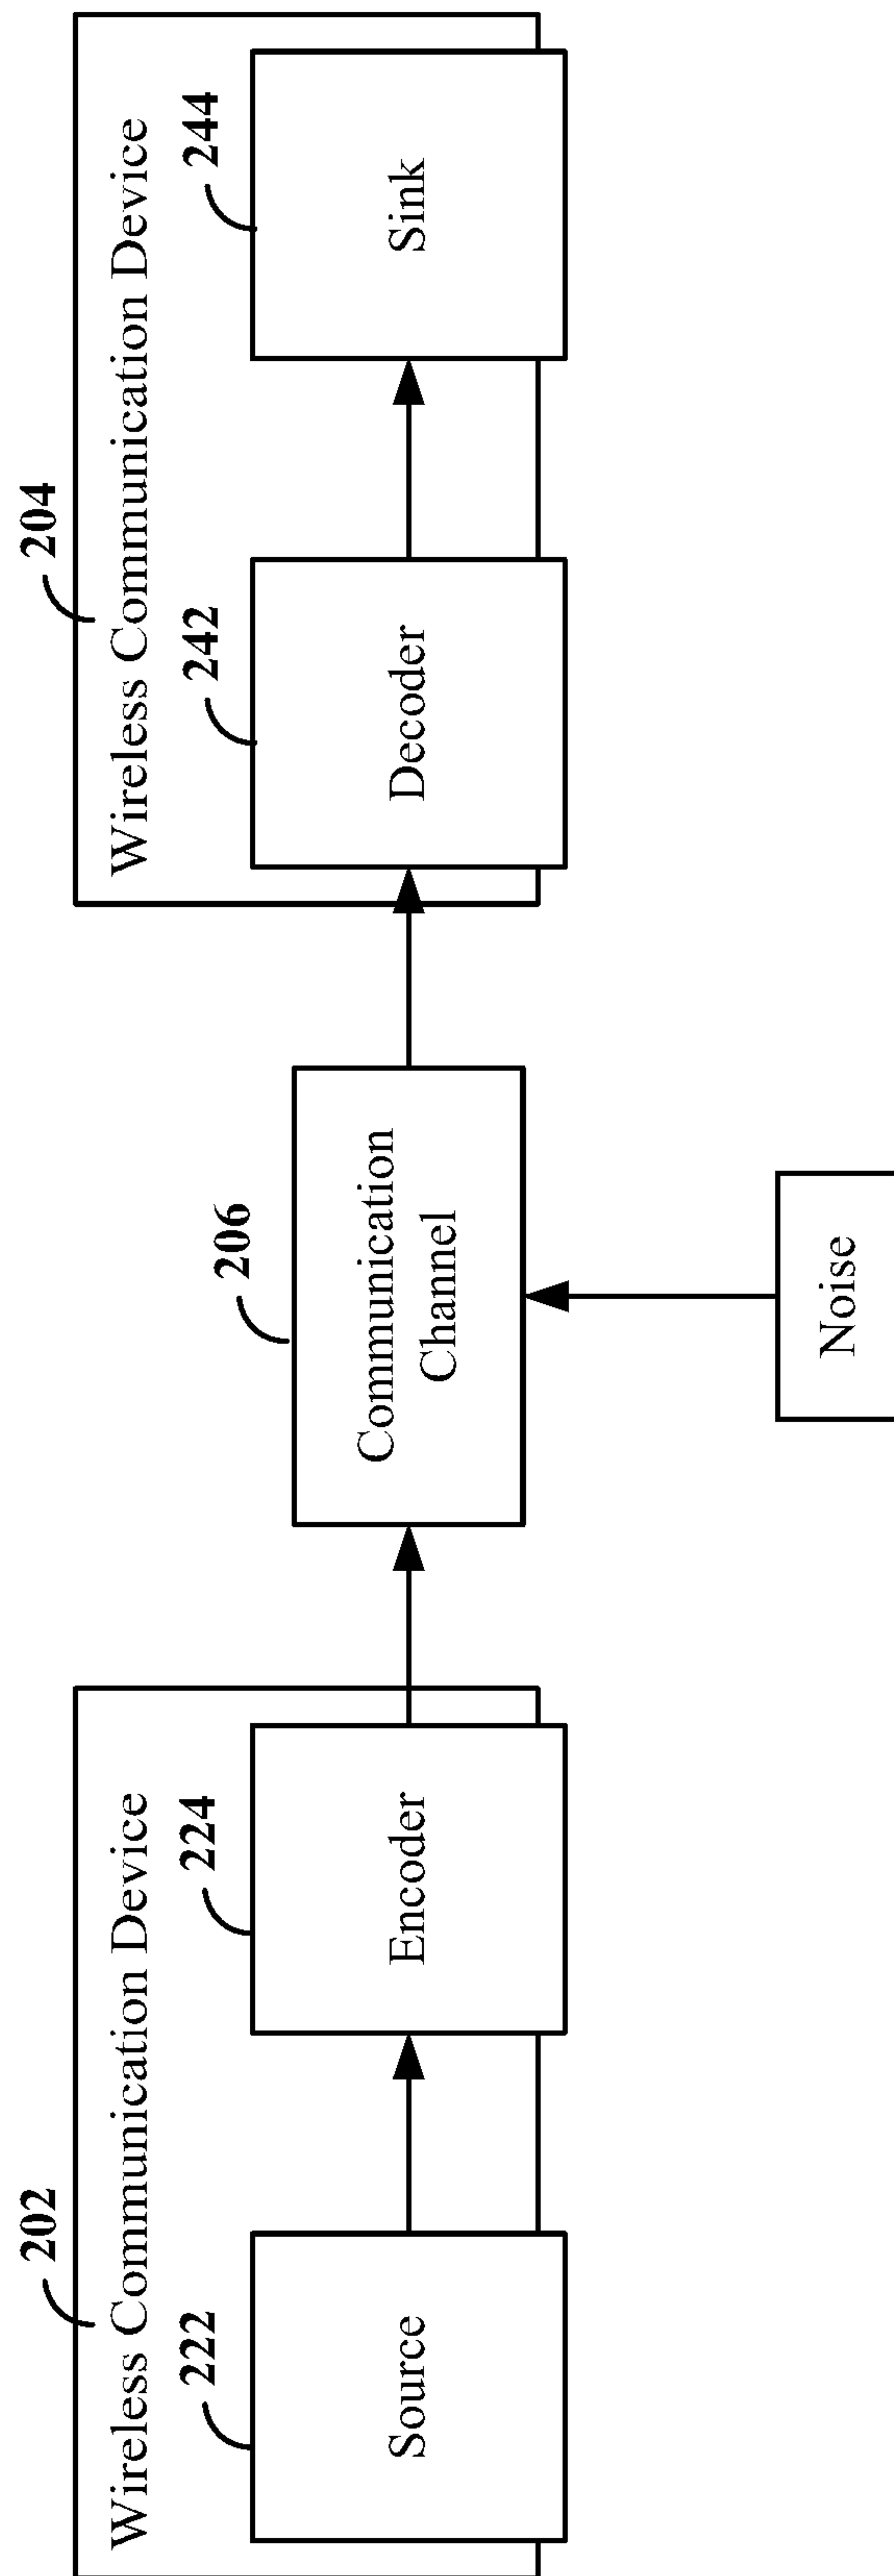 202
Wireless Communication Device
222
Source
224
Encoder
206
Communication
Channel
Noise
204
Wireless Communication Device
242
Decoder
244
Sink